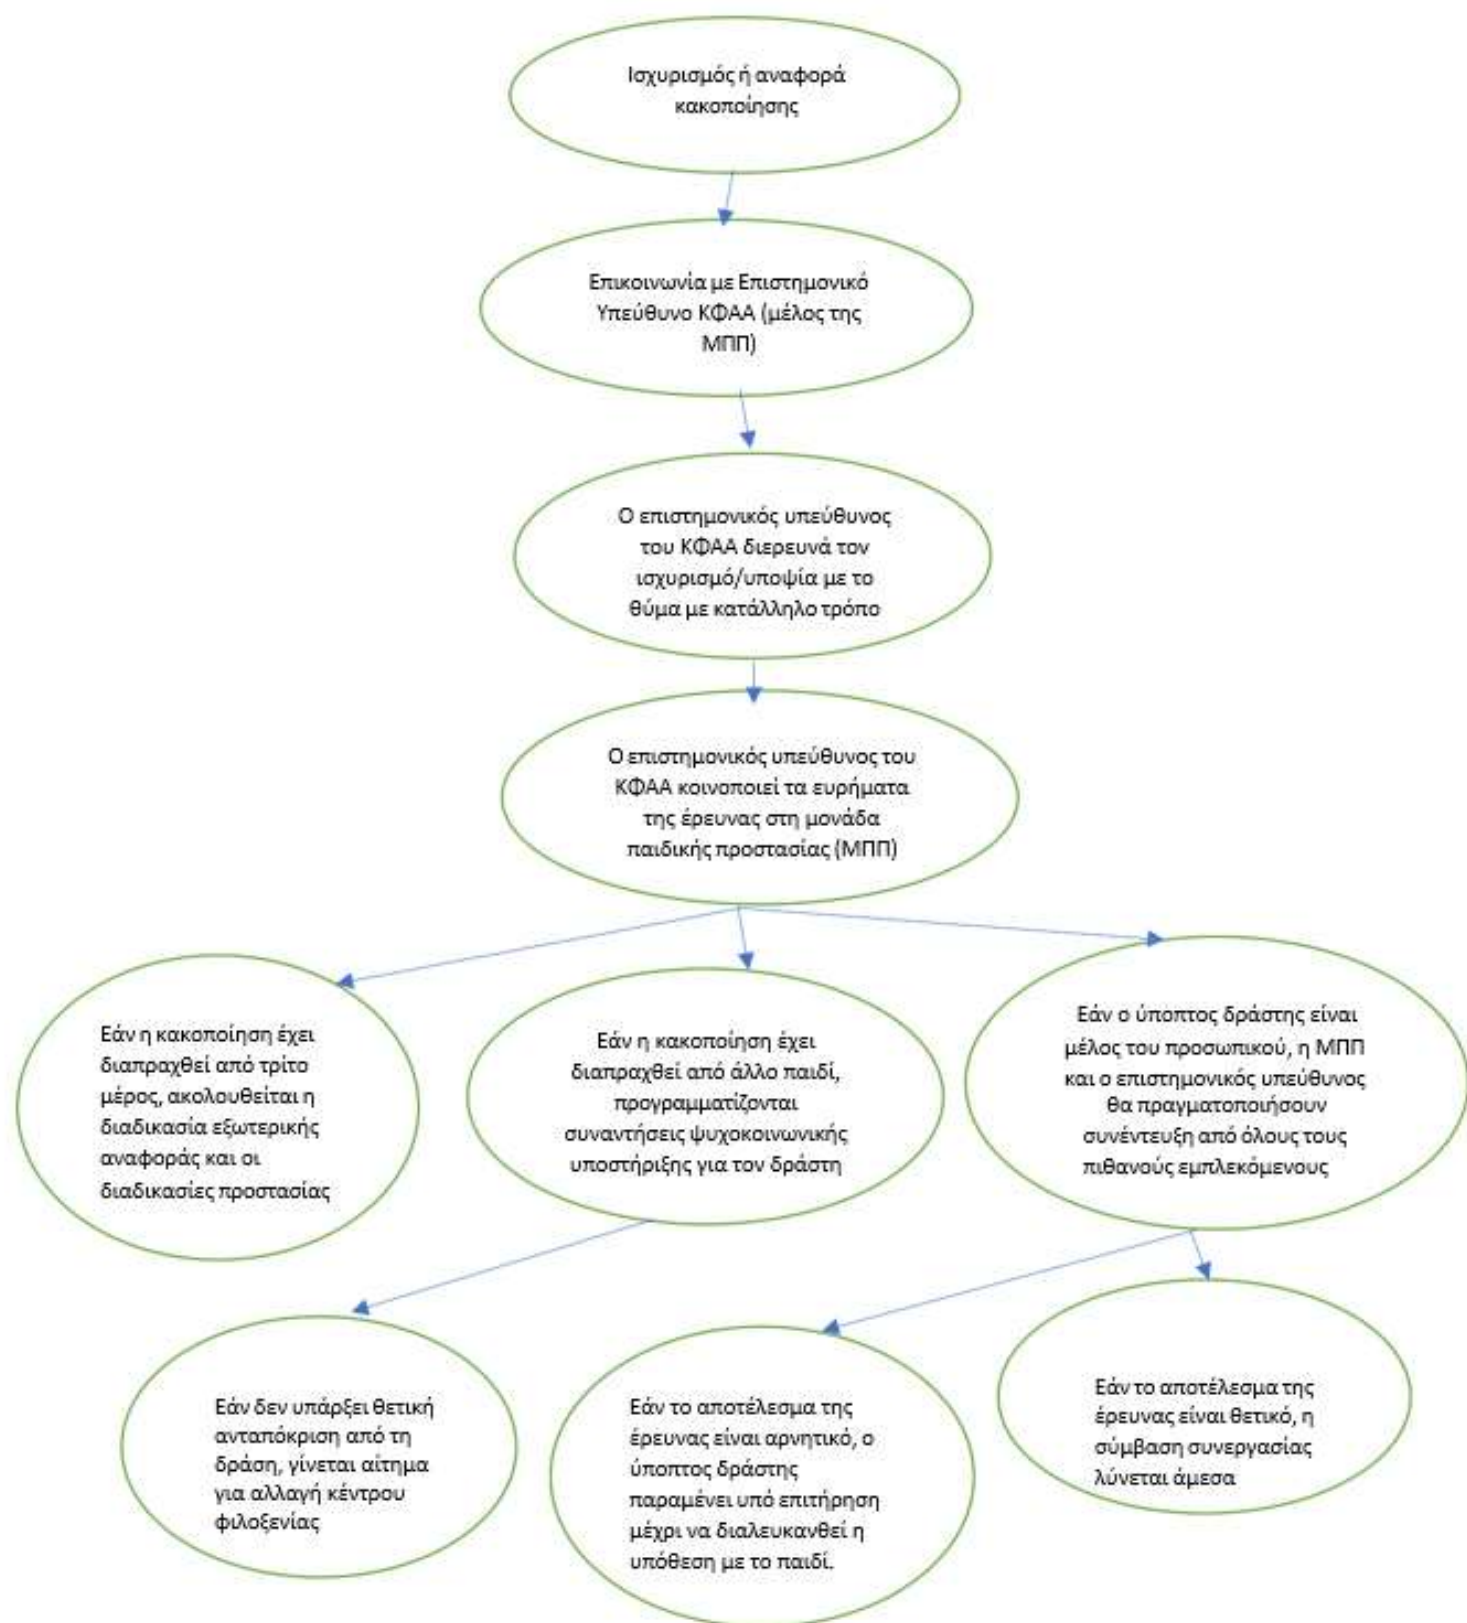 Ισχυρισμός ή αναφορά
κακοποίησης
Επικοινωνία με Επιστημονικό
Υπεύθυνο ΚΦΑΑ (μέλος της
ΜΠΠ)
Ο επιστημονικός υπεύθυνος
του ΚΦΑΑ διερευνά τον
ισχυρισμό/υποψία με το
θύμα με κατάλληλο τρόπο
Ο επιστημονικός υπεύθυνος του
ΚΦΑΑ κοινοποιεί τα ευρήματα
της έρευνας στη μονάδα
παιδικής προστασίας (ΜΠΠ)
Εάν η κακοποίηση έχει
διαπραχθεί από τρίτο
μέρος, ακολουθείται η
διαδικασία εξωτερικής
αναφοράς και οι
διαδικασίες προστασίας
Εάν η κακοποίηση έχει
διαπραχθεί από άλλο παιδί,
προγραμματίζονται
συναντήσεις ψυχοκοινωνικής
υποστήριξης για τον δράστη
Εάν ο ύποπτος δράστης είναι
μέλος του προσωπικού, η ΜΠΠ
και ο επιστημονικός υπεύθυνος
θα πραγματοποιήσουν
συνέντευξη από όλους τους
πιθανούς εμπλεκόμενους
Εάν δεν υπάρξει θετική
ανταπόκριση από τη
δράση, γίνεται αίτημα
για αλλαγή κέντρου
φιλοξενίας
Εάν το αποτέλεσμα της
έρευνας είναι αρνητικό, ο
ύποπτος δράστης
παραμένει υπό επιτήρηση
μέχρι να διαλευκανθεί η
υπόθεση με το παιδί.
Εάν το αποτέλεσμα της
έρευνας είναι θετικό, η
σύμβαση συνεργασίας
λύνεται άμεσα